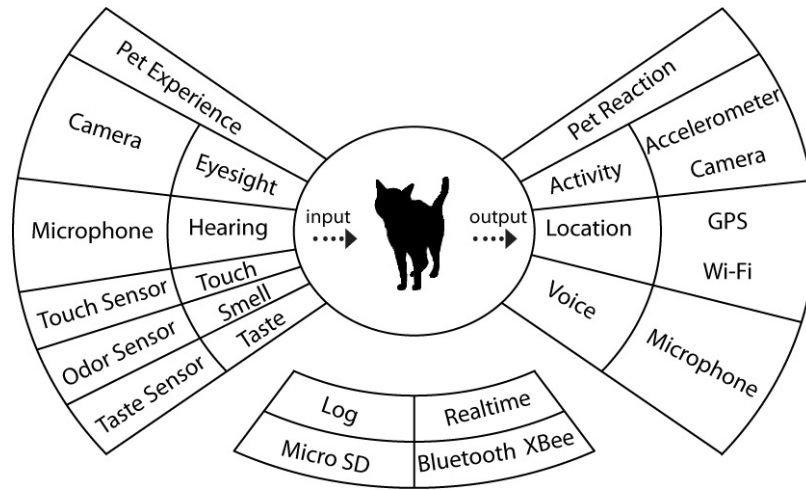 Pet Experience
Camera
Eyesight
Microphone
Hearing
Touch Sensor
Touch
Odor Sensor
Smell
Taste Sensor
Taste
input
output
Pet Reaction
Activity
Accelerometer
Camera
Location
GPS
Wi-Fi
Voice
Microphone
Log
Realtime
Micro SD
Bluetooth XBee